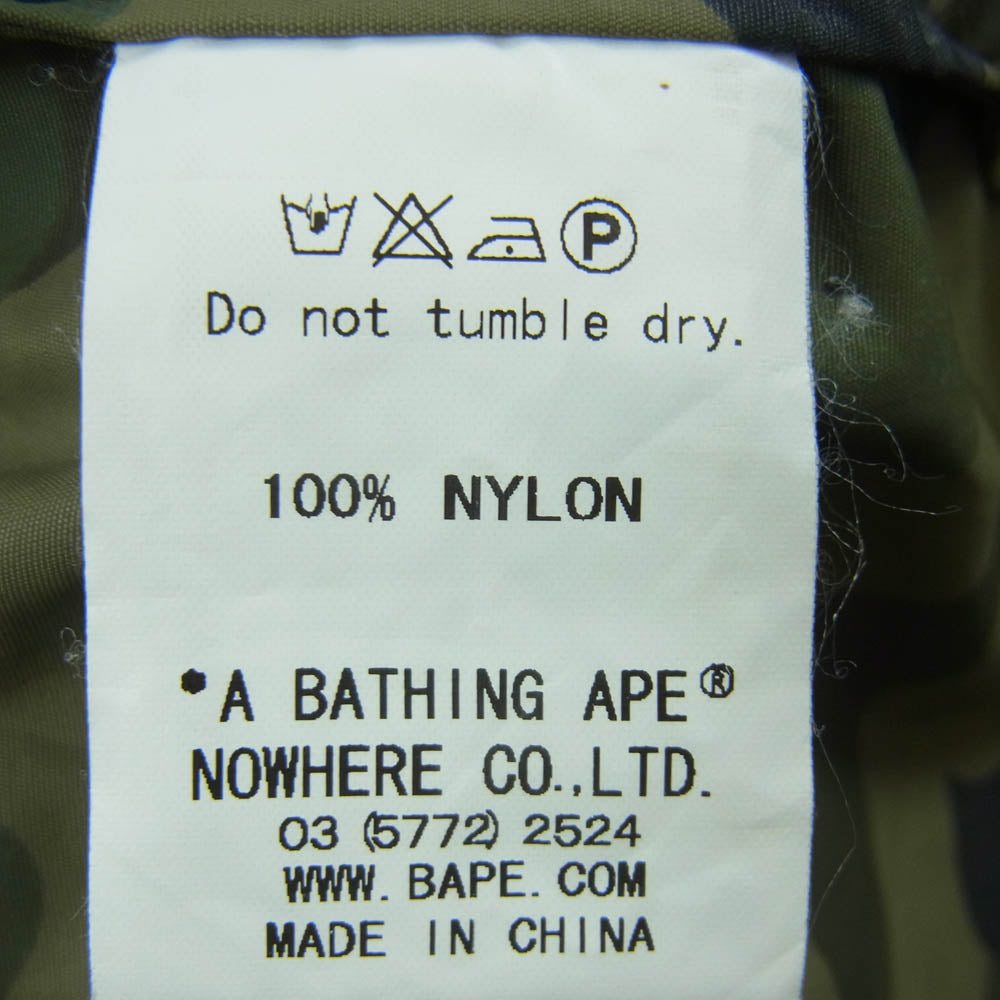 P
Do not tumble dry.
100% NYLON
•A BATHING APE®
NOWHERE CO.,LTD.
03 (5772) 2524
WWW. BAPE. COM
MADE IN CHINA